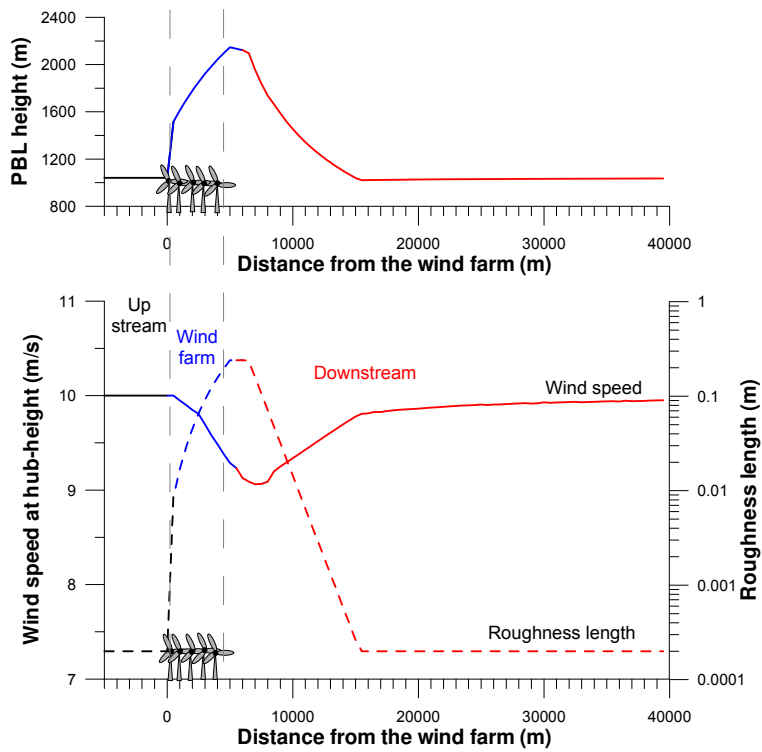 2400
2000
1600
1200
800
PBL height (m)
0 10000 20000 30000 40000
Distance from the wind farm (m)
11
10
9
8
7
Wind speed at hub-height (m/s)
Up
stream
Wind
farm
Downstream
Wind speed
Roughness length
1
0.1
0.01
0.001
0.0001
Roughness length (m)
0 10000 20000 30000 40000
Distance from the wind farm (m)